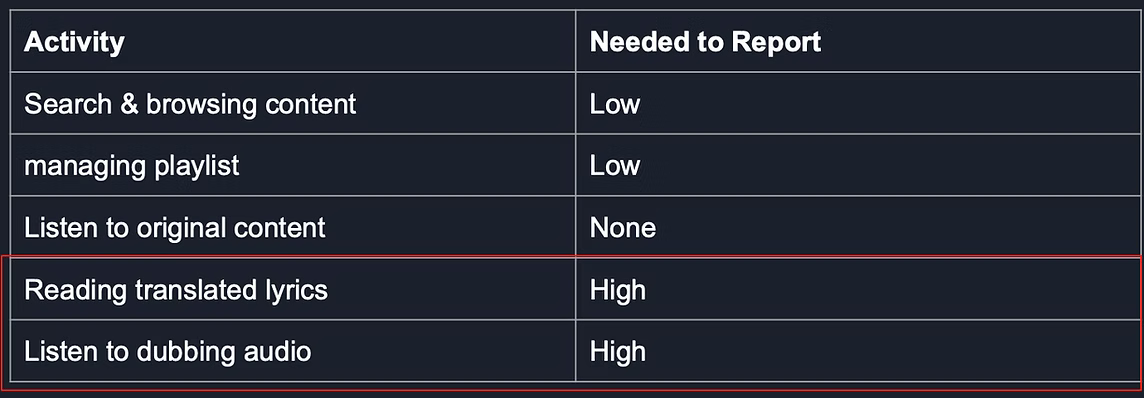 Activity Needed to Report
Search & browsing content Low
managing playlist Low
Listen to original content None
Reading translated lyrics High
Listen to dubbing audio High